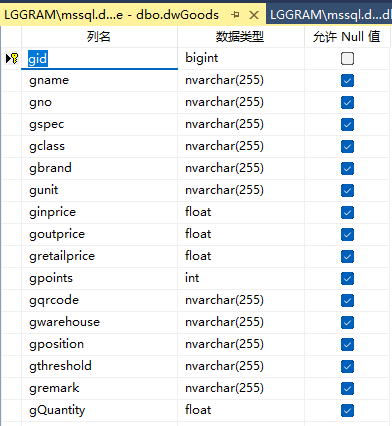 LGGRAM\mssql.d...e - dbo.dwGoods
LGGRAM\mssql.d...d
列名 数据类型 允许 Null 值
gid bigint
gname nvarchar(255)
gno nvarchar(255)
gspec nvarchar(255)
gclass nvarchar(255)
gbrand nvarchar(255)
gunit nvarchar(255)
ginprice float
goutprice float
gretailprice float
gpoints int
gqrcode nvarchar(255)
gwarehouse nvarchar(255)
gposition nvarchar(255)
gthreshold nvarchar(255)
gremark nvarchar(255)
gQuantity float